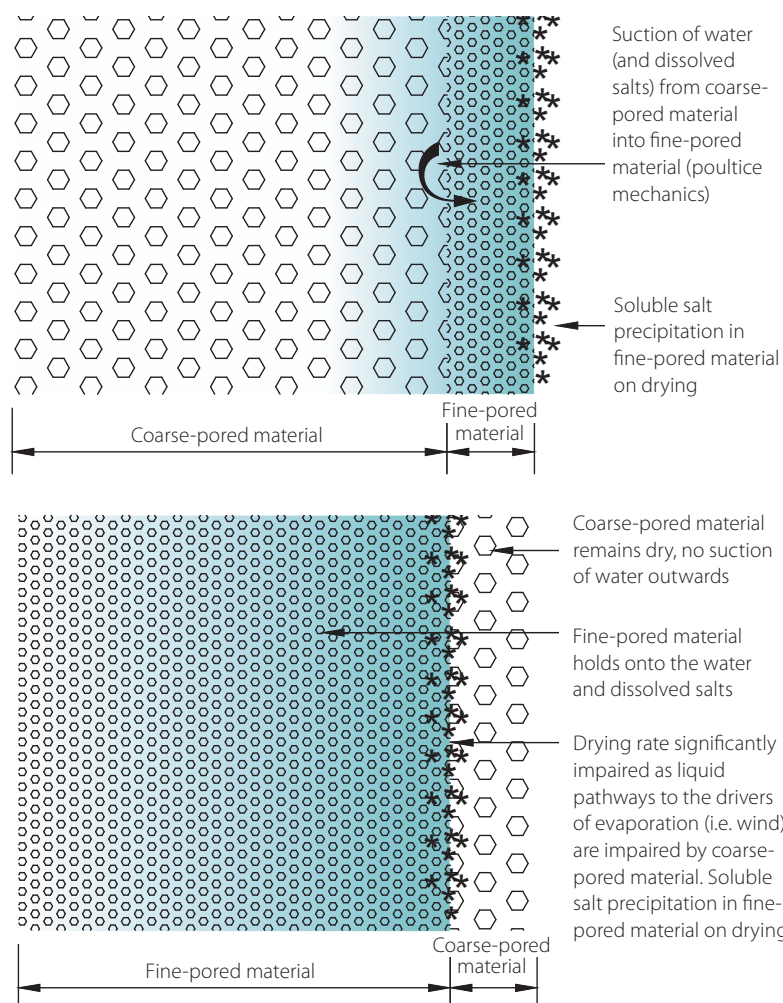 Suction of water
(and dissolved
salts) from coarse-
pored material
into fine-pored
material (poultice
mechanics)
Soluble salt
precipitation in
fine-pored material
on drying
Coarse-pored material
Fine-pored
material
Coarse-pored material
remains dry, no suction
of water outwards
Fine-pored material
holds onto the water
and dissolved salts
Drying rate significantly
impaired as liquid
pathways to the drivers
of evaporation (i.e. wind)
are impaired by coarse-
pored material. Soluble
salt precipitation in fine-
pored material on drying
Fine-pored material
Coarse-pored
material